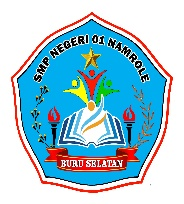 SMP NEGERI 01 NAMROLE
BURU SELATAN